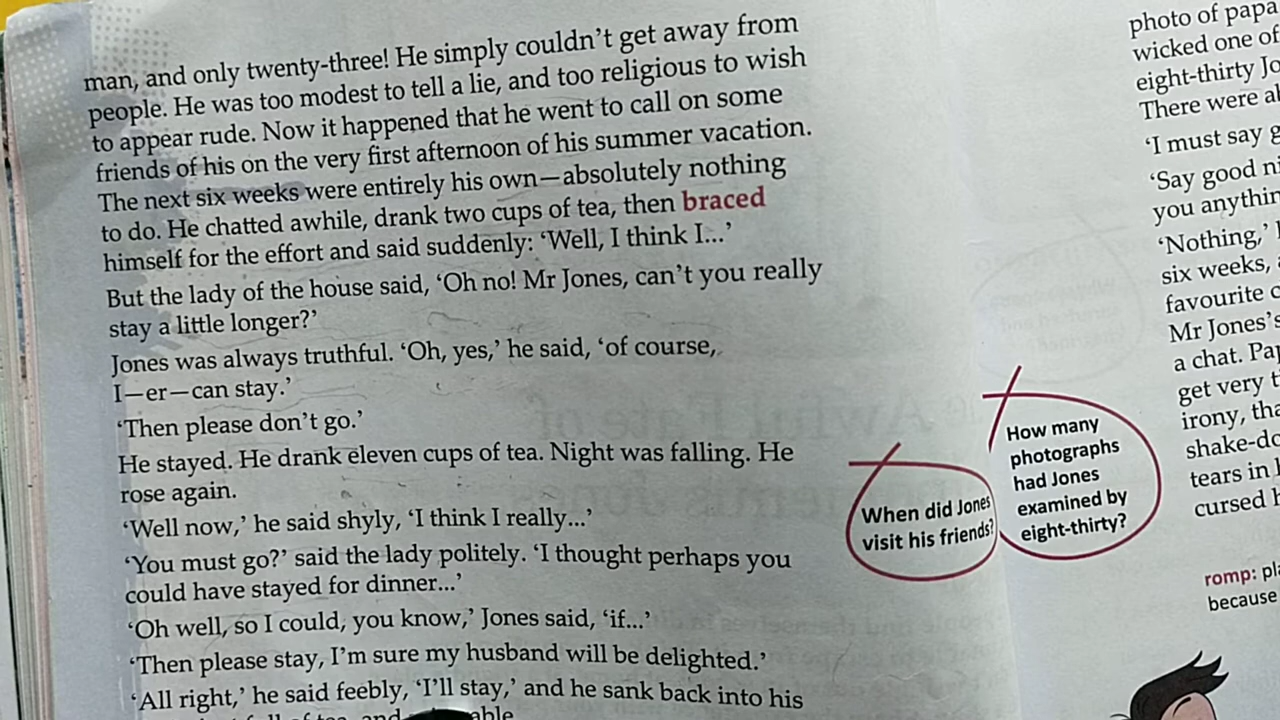 man, and only twenty-three! He simply couldn't get away from
people. He was too modest to tell a lie, and too religious to wish
to appear rude. Now it happened that he went to call on some
friends of his on the very first afternoon of his summer vacation.
The next six weeks were entirely his own—absolutely nothing
to do. He chatted awhile, drank two cups of tea, then braced
himself for the effort and said suddenly: 'Well, I think I...'
But the lady of the house said, 'Oh no! Mr Jones, can't you really
stay a little longer?'
Jones was always truthful. 'Oh, yes,' he said, 'of course,
I—er—can stay.'
'Then please don't go.'
He stayed. He drank eleven cups of tea. Night was falling. He
rose again.
'Well now,' he said shyly, 'I think I really...'
'You must go?' said the lady politely. 'I thought perhaps you
could have stayed for dinner...'
'Oh well, so I could, you know,' Jones said, 'if...'
'Then please stay, I'm sure my husband will be delighted.'
'All right,' he said feebly, 'I'll stay,' and he sank back into his
of tea, and
When did Jones
visit his friends?
How many
photographs
had Jones
examined by
eight-thirty?
photo of papa
wicked one of
eight-thirty Jo
There were
'I must say
'Say good
you
'Nothing,'
six weeks,
favourite
Mr Jones's
a chat.
get very
irony,
tears in
cursed
romp:
because